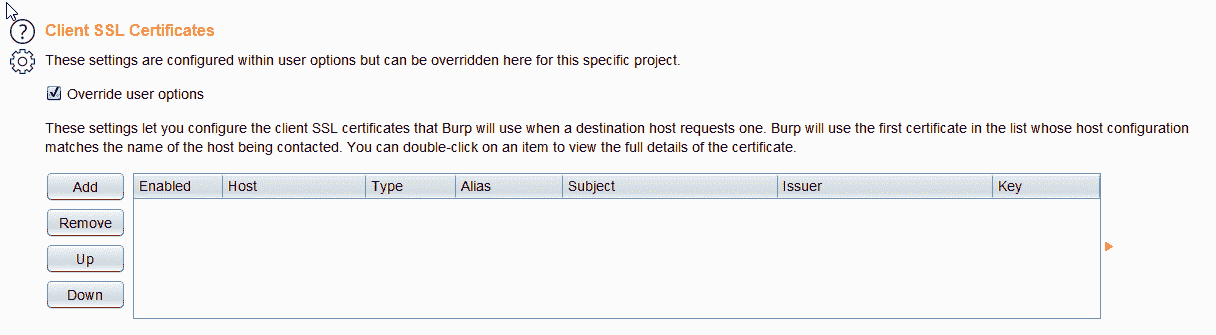 ? Client SSL Certificates
These settings are configured within user options but can be overridden here for this specific project.
Override user options
These settings let you configure the client SSL certificates that Burp will use when a destination host requests one. Burp will use the first certificate in the list whose host configuration
matches the name of the host being contacted. You can double-click on an item to view the full details of the certificate.
Add Enabled Host Type Alias Subject Issuer Key
Remove
Up
Down